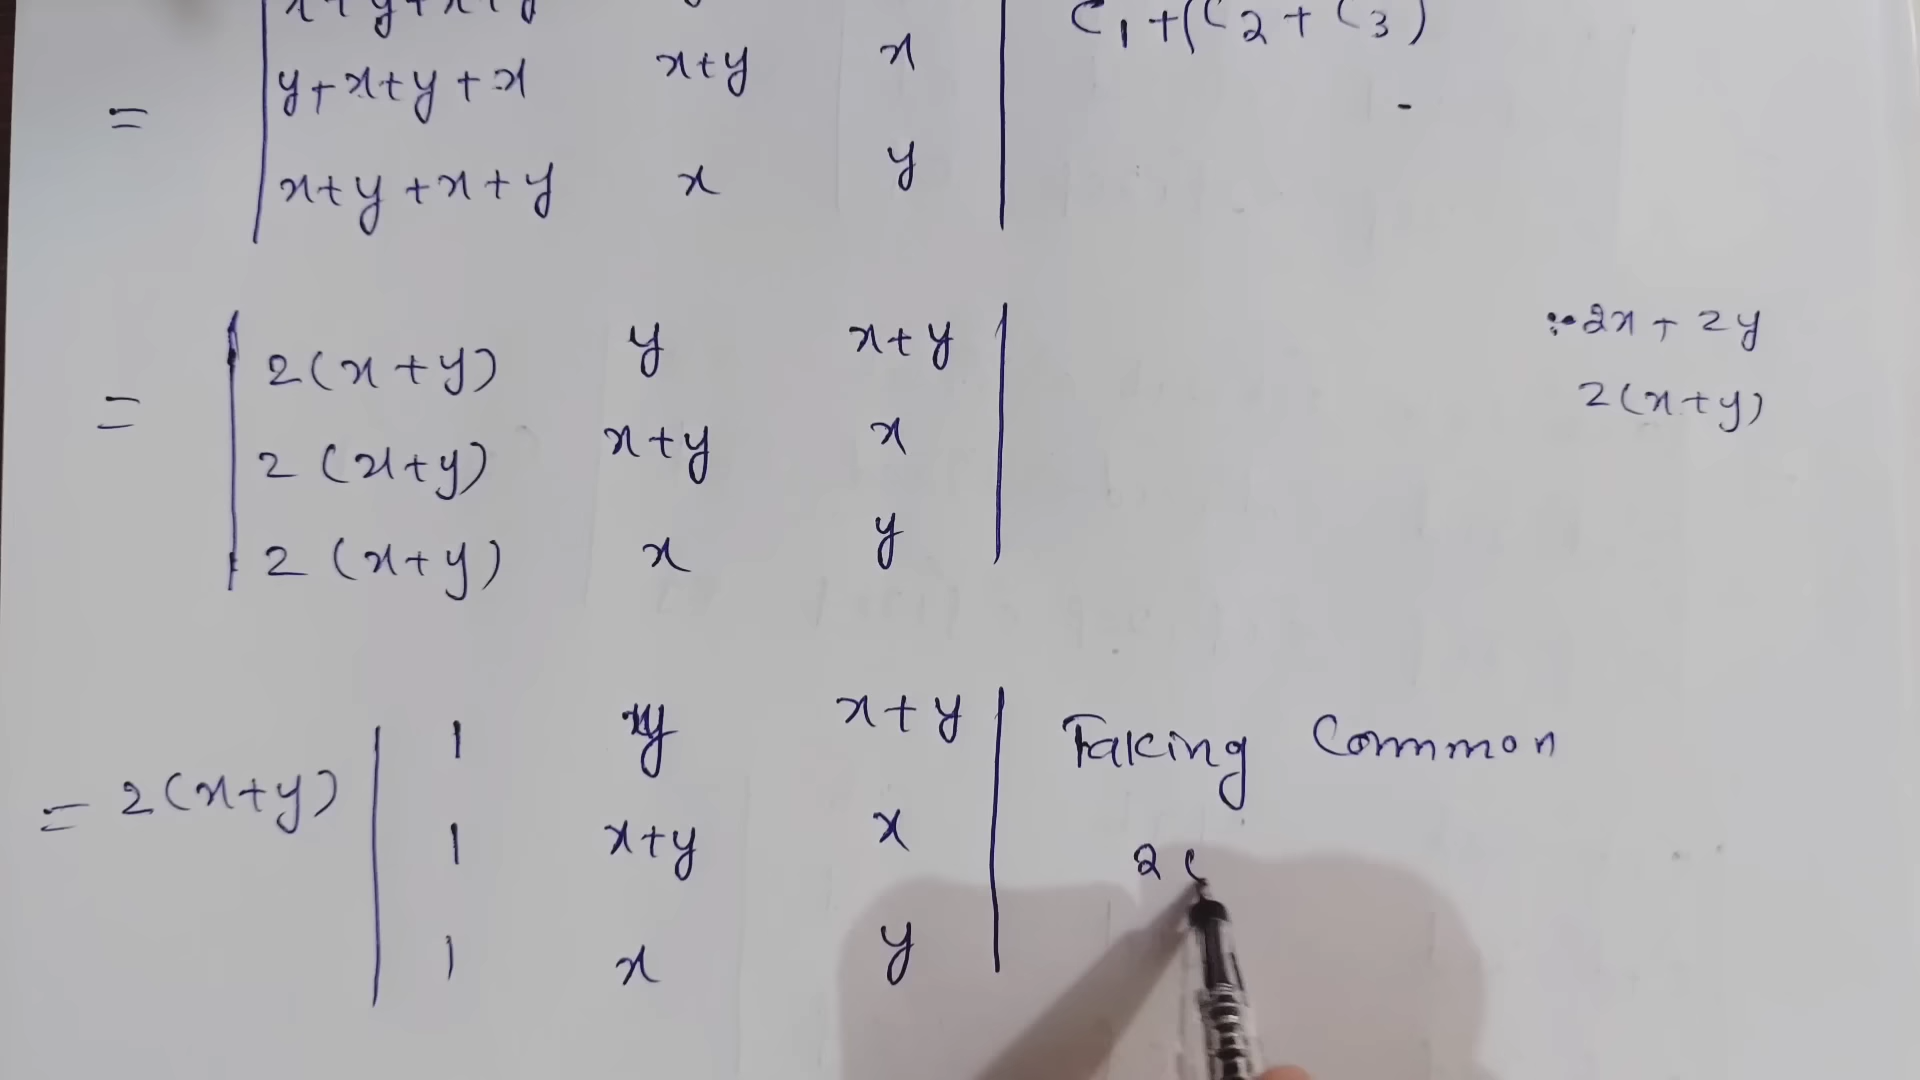 x+y+x+y y C1+(C2+C3)
y+x+y+x x+y x
=
x+y+x+y x y
2(x+y) y x+y ∵ 2x + 2y
= 2(x+y) x+y x 2(x+y)
2(x+y) x y
1 y x+y Taking Common
= 2(x+y) 1 x+y x 2(
1 x y